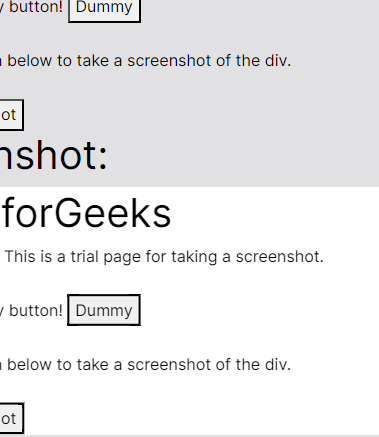 y button! Dummy
below to take a screenshot of the div.
ot
nshot:
forGeeks
This is a trial page for taking a screenshot.
y button! Dummy
below to take a screenshot of the div.
ot